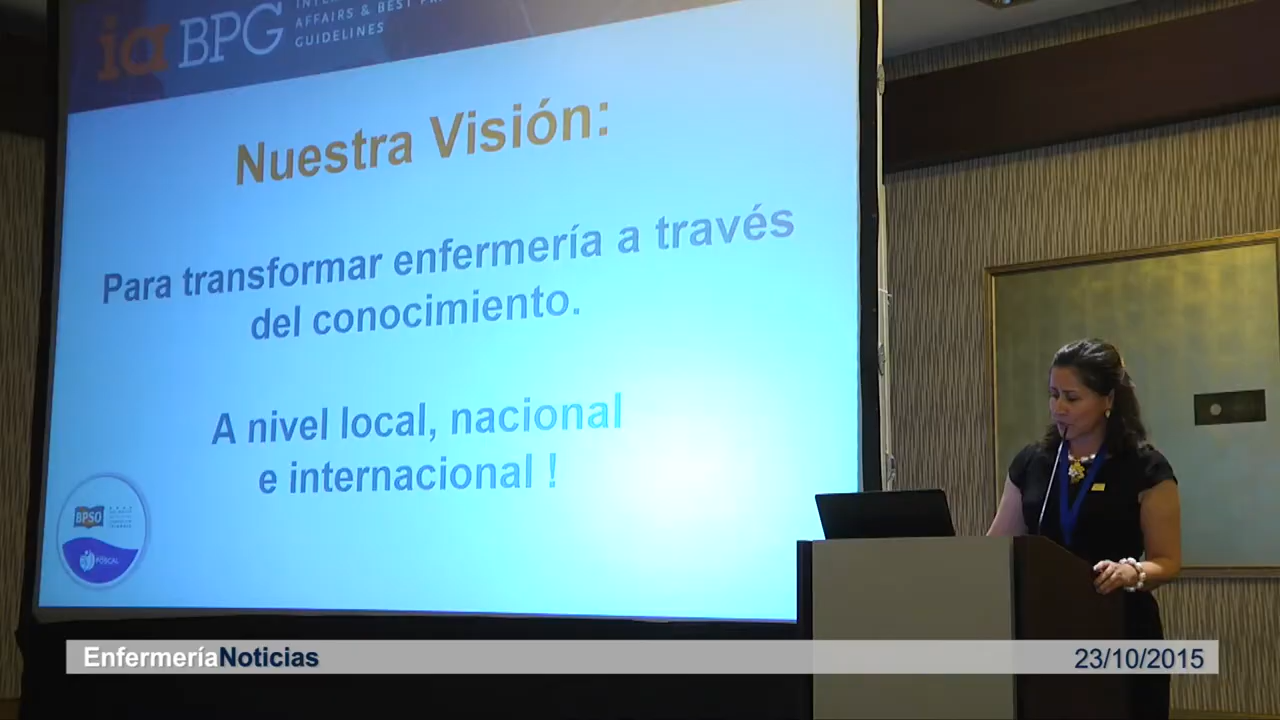 ia BPG
AFFAIRS & BEST
GUIDELINES
Nuestra Visión:
Para transformar enfermería a través
del conocimiento.
A nivel local, nacional
e internacional !
BPSO
FOSCAL
EnfermeríaNoticias
23/10/2015